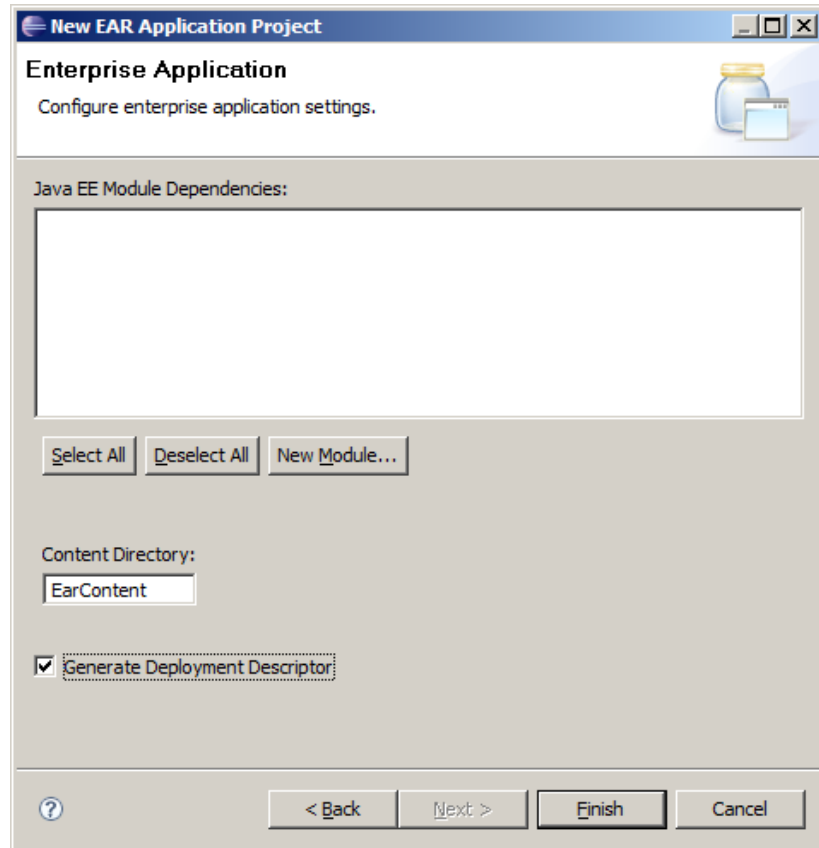 New EAR Application Project
Enterprise Application
Configure enterprise application settings.
Java EE Module Dependencies:
Select All Deselect All New Module...
Content Directory:
EarContent
Generate Deployment Descriptor
? < Back Next > Finish Cancel